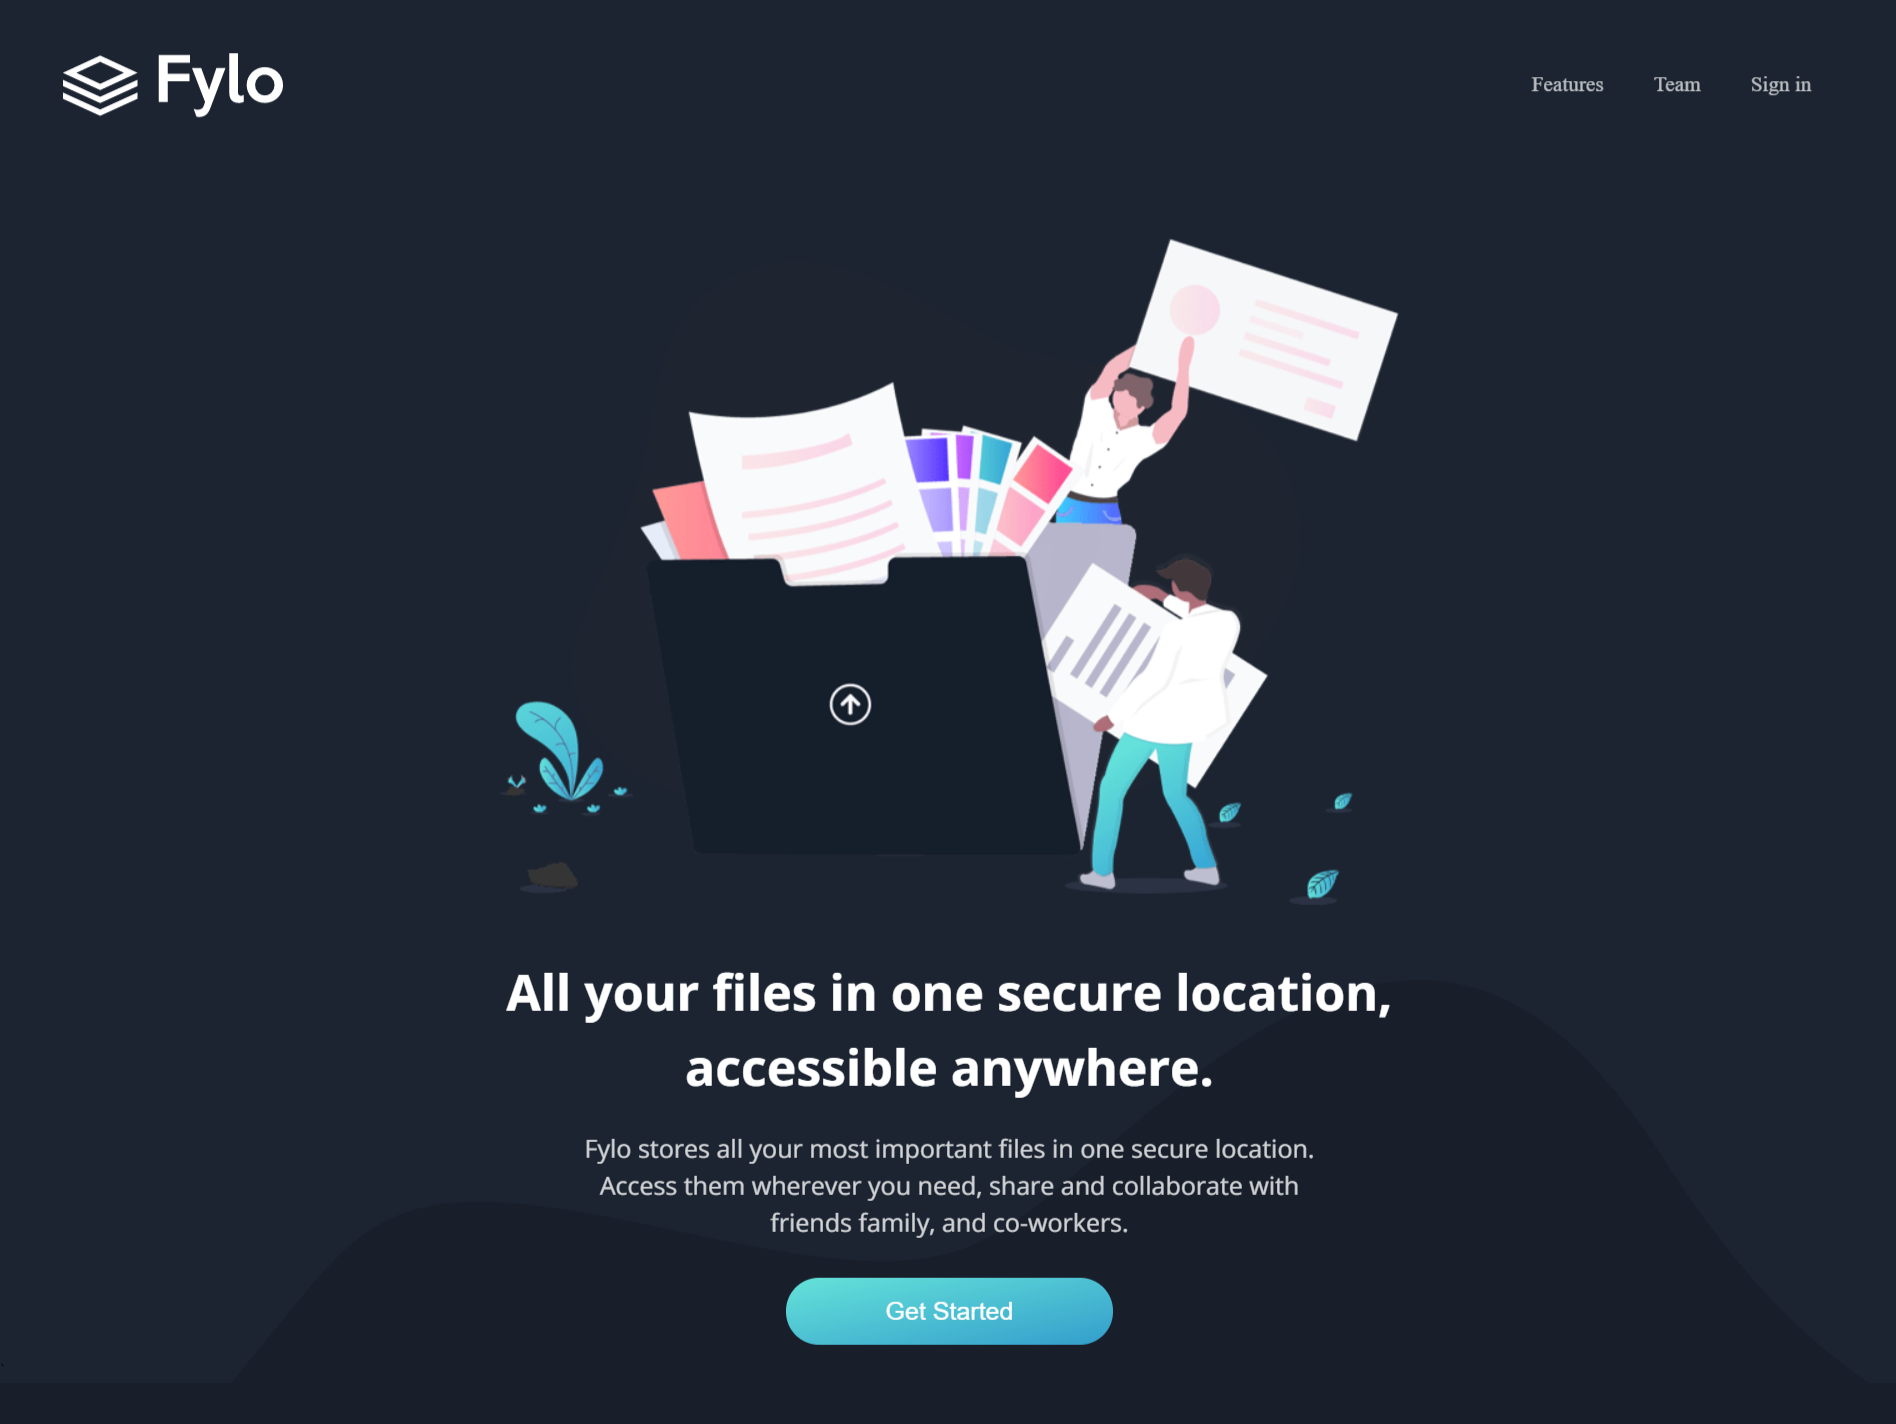 Fylo
Features Team Sign in
All your files in one secure location,
accessible anywhere.
Fylo stores all your most important files in one secure location.
Access them wherever you need, share and collaborate with
friends family, and co-workers.
Get Started